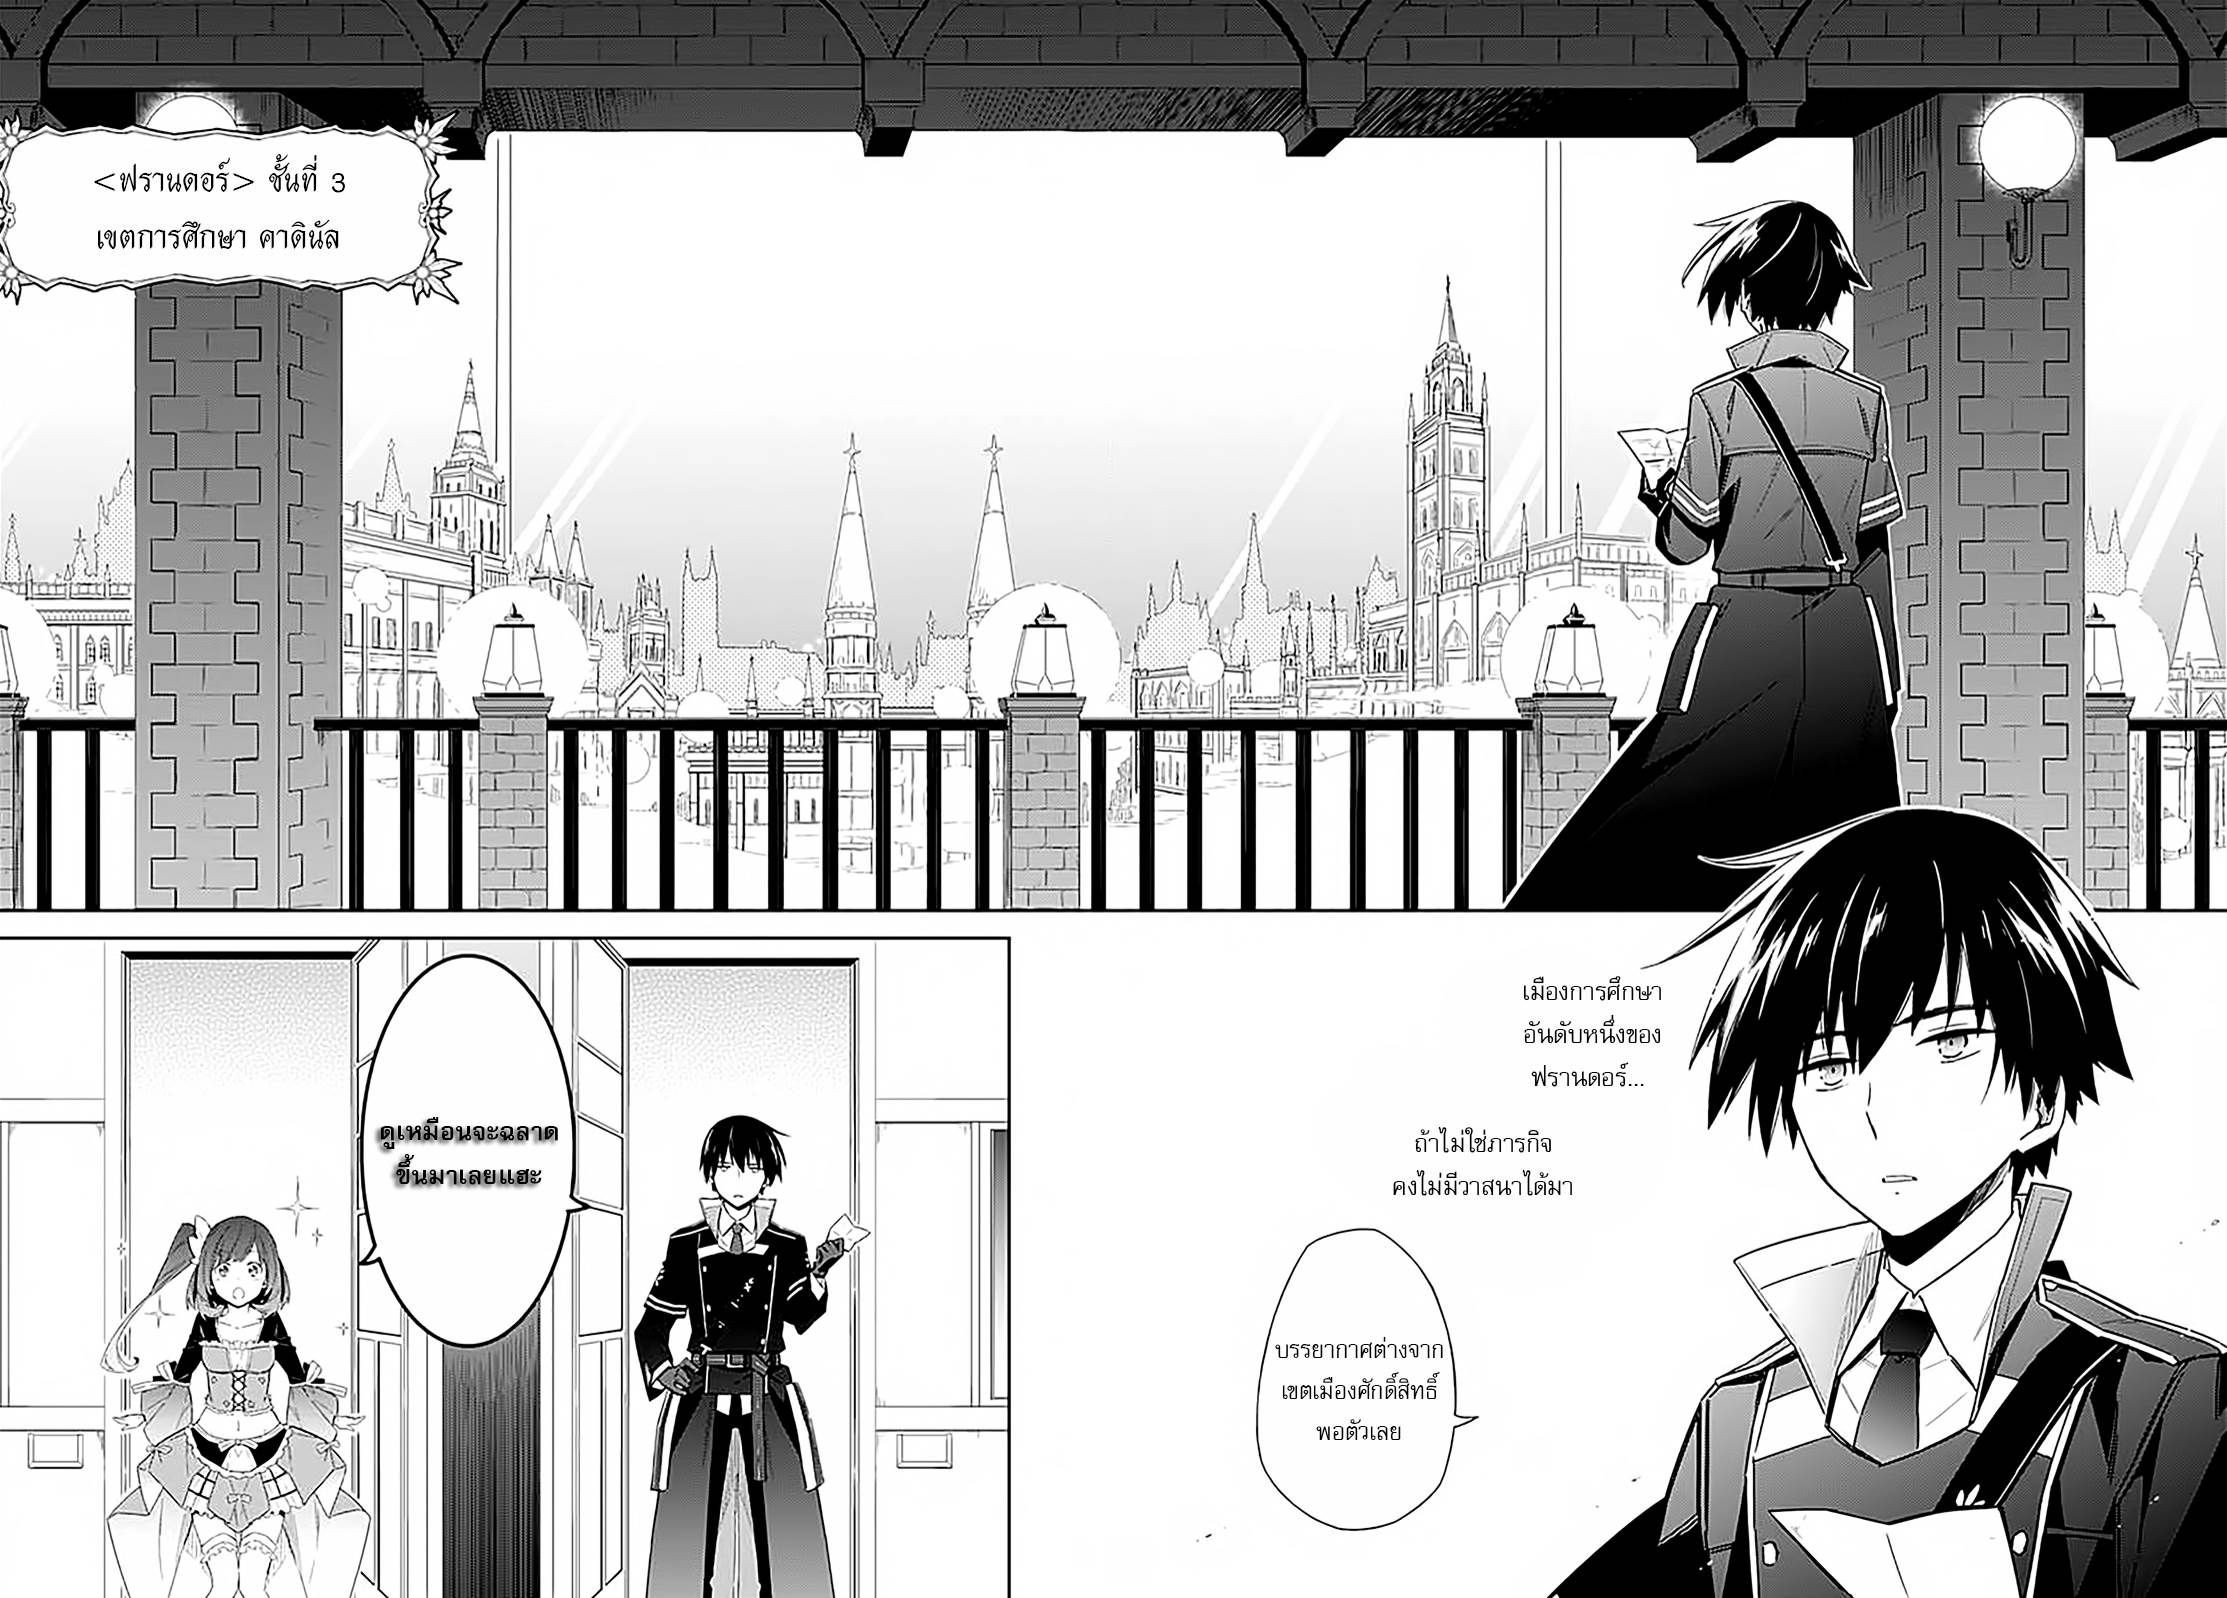 <ฟรานดอร์> ชั้นที่ 3
เขตการศึกษา คาดินัล
เมืองการศึกษา
อันดับหนึ่งของ
ฟรานดอร์...
ถ้าไม่ใช่ภารกิจ
คงไม่มีวาสนาได้มา
บรรยากาศต่างจาก
เขตเมืองศักดิ์สิทธิ์
พอตัวเลย
ดูเหมือนจะฉลาด
ขึ้นมาเลยแฮะ